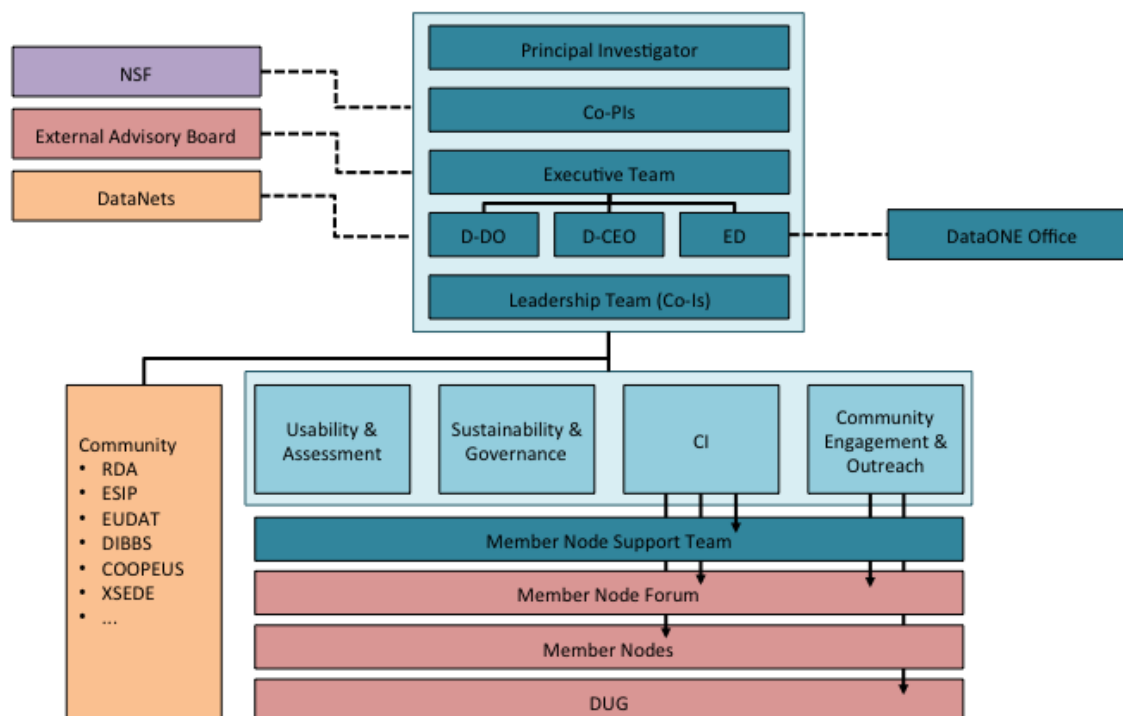 Principal Investigator
NSF
Co-PIs
External Advisory Board
Executive Team
DataNets
D-DO
D-CEO
ED
DataONE Office
Leadership Team (Co-Is)
Community
• RDA
• ESIP
• EUDAT
• DIBBS
• COOPEUS
• XSEDE
• ...
Usability &
Assessment
Sustainability &
Governance
CI
Community
Engagement &
Outreach
Member Node Support Team
Member Node Forum
Member Nodes
DUG